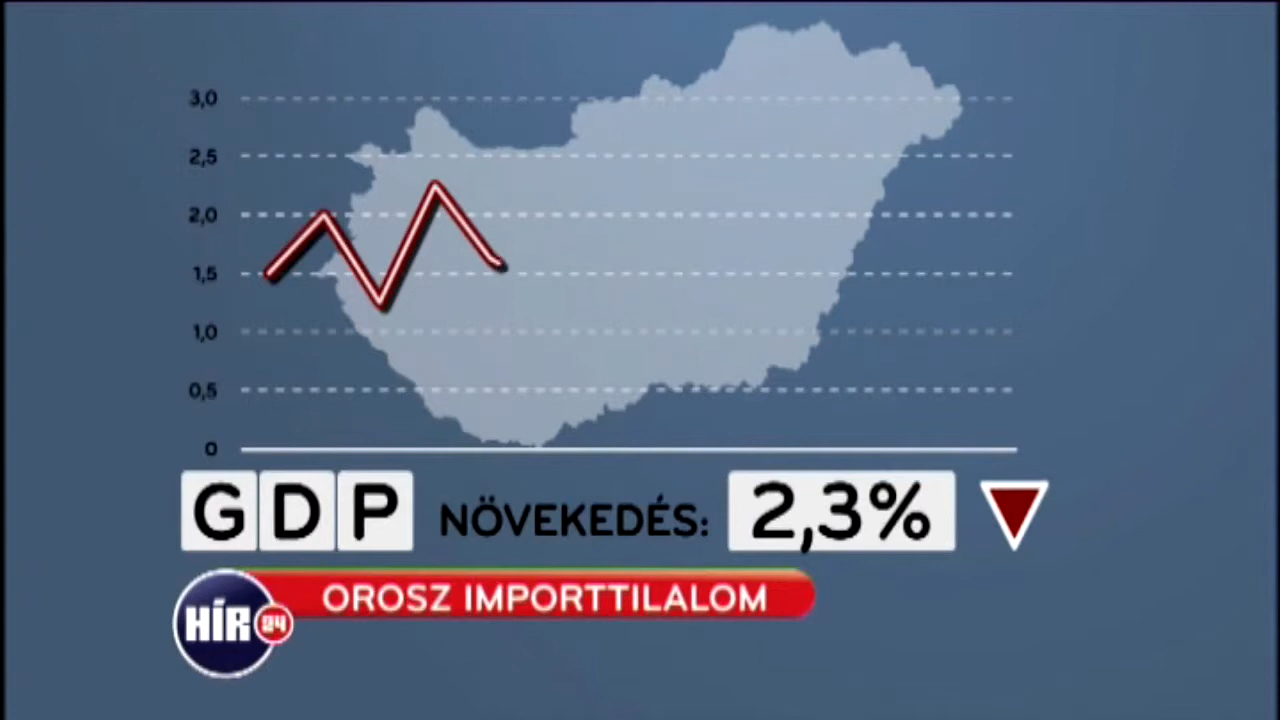 3,0
2,5
2,0
1,5
1,0
0,5
0
GDP NÖVEKEDÉS: 2,3%
OROSZ IMPORTTILALOM
HÍR 24